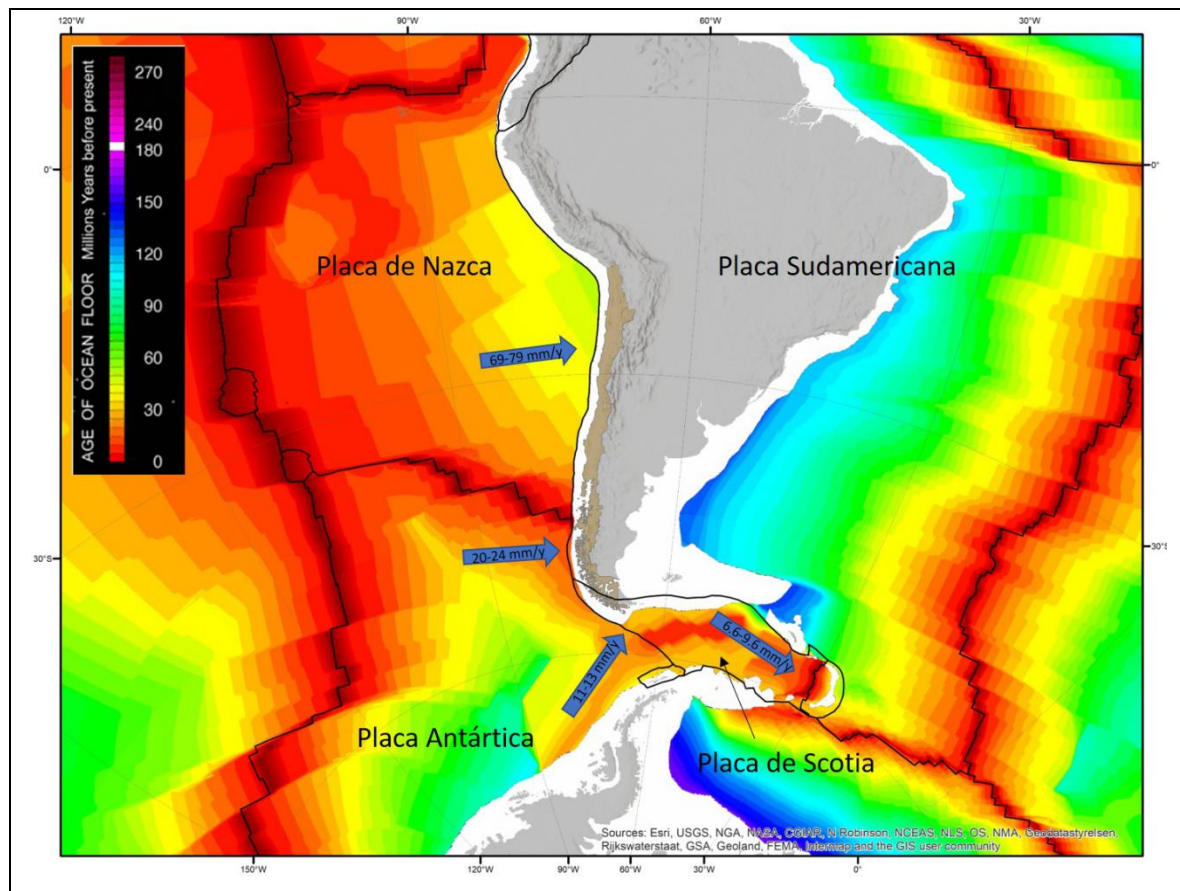 120°W
90°W
60°W
30°W
AGE OF OCEAN FLOOR Millions Years before present
270
240
210
180
150
120
90
60
30
0
0°
0°
Placa de Nazca
Placa Sudamericana
69-79 mm/y
20-24 mm/y
30°S
30°S
6.6-9.6 mm/y
11-13 mm/y
Placa Antártica
Placa de Scotia
Sources: Esri, USGS, NGA, NASA, CGIAR, N Robinson, NCEAS, NLS, OS, NMA, Geodatastyrelsen,
Rijkswaterstaat, GSA, Geoland, FEMA, Intermap and the GIS user community
150°W
120°W
90°W
60°W
30°W
0°